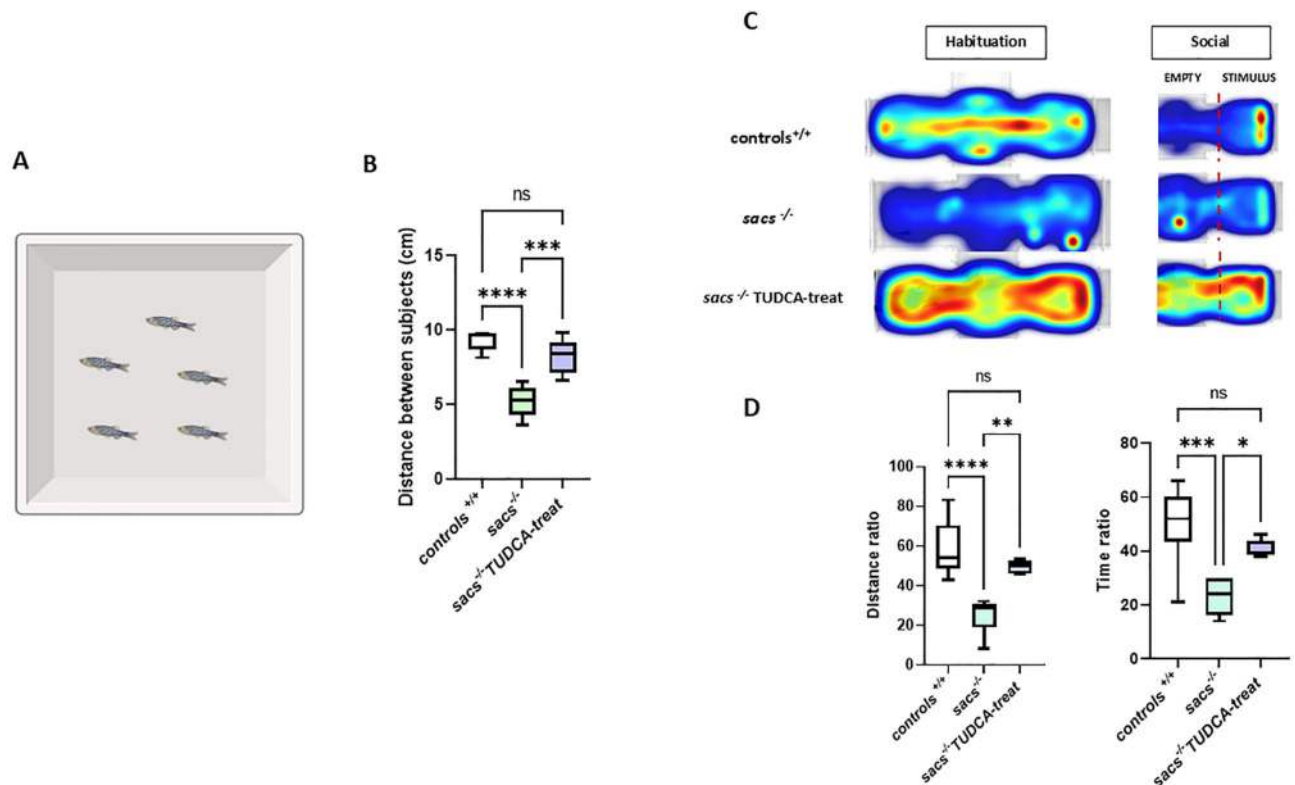 A
B
ns
***
****
Distance between subjects (cm)
15
10
5
0
controls +/+
sacs-/-
sacs-/-TUDCA-treat
C
Habituation
Social
EMPTY STIMULUS
controls+/+
sacs -/-
sacs -/- TUDCA-treat
D
ns
**
****
Distance ratio
100
80
60
40
20
0
controls +/+
sacs-/-
sacs-/-TUDCA-treat
ns
*** *
Time ratio
80
60
40
20
0
controls +/+
sacs-/-
sacs-/-TUDCA-treat